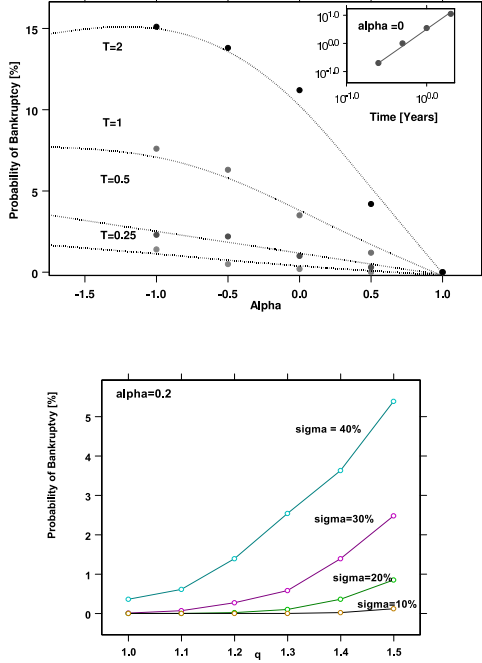 alpha =0
10^1.0
10^0.0
10^-1.0
10^-1.0
10^0.0
Time [Years]
Probability of Bankruptcy [%]
15
10
5
0
T=2
T=1
T=0.5
T=0.25
-1.5
-1.0
-0.5
0.0
0.5
1.0
Alpha
alpha=0.2
Probability of Bankruptvy [%]
5
4
3
2
1
0
sigma = 40%
sigma=30%
sigma=20%
sigma=10%
1.0
1.1
1.2
1.3
1.4
1.5
q